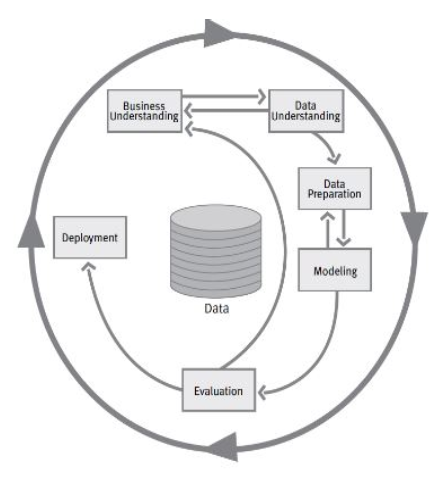 Business
Understanding
Data
Understanding
Data
Preparation
Deployment
Modeling
Data
Evaluation